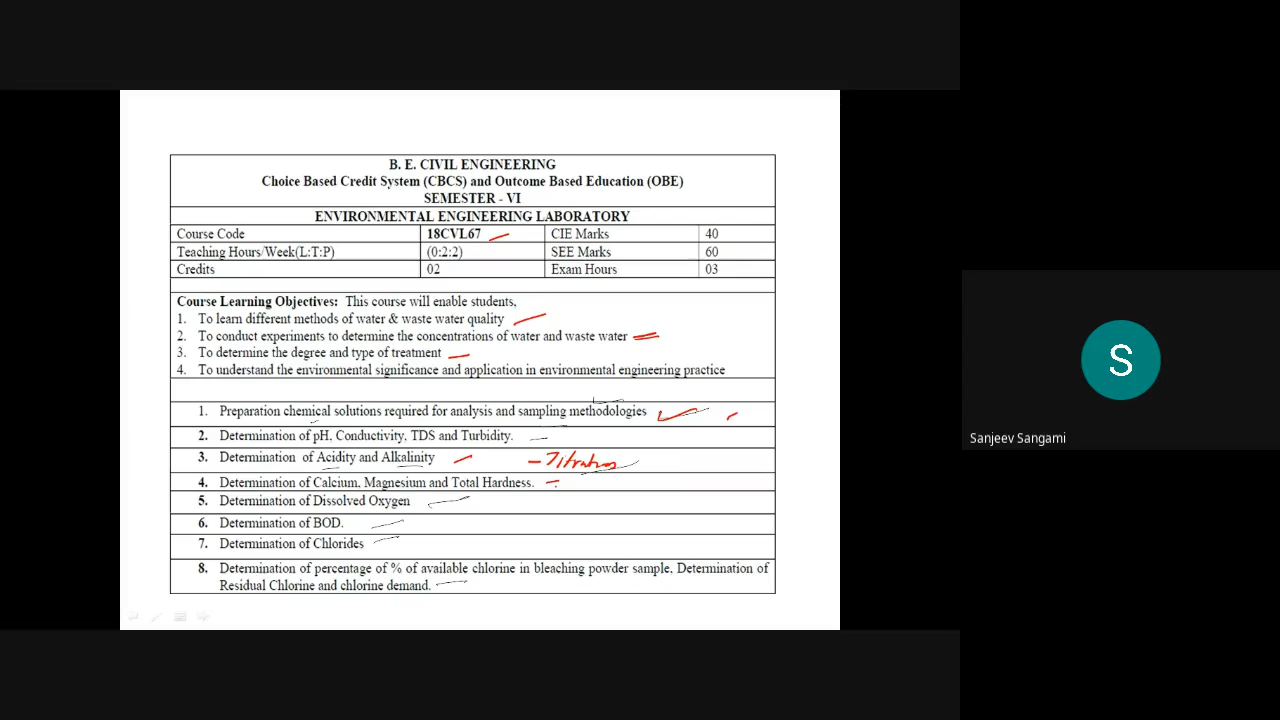 B. E. CIVIL ENGINEERING
Choice Based Credit System (CBCS) and Outcome Based Education (OBE)
SEMESTER - VI
ENVIRONMENTAL ENGINEERING LABORATORY
Course Code 18CVL67 CIE Marks 40
Teaching Hours/Week(L:T:P) (0:2:2) SEE Marks 60
Credits 02 Exam Hours 03
Course Learning Objectives: This course will enable students,
1. To learn different methods of water & waste water quality
2. To conduct experiments to determine the concentrations of water and waste water
3. To determine the degree and type of treatment
4. To understand the environmental significance and application in environmental engineering practice
1. Preparation chemical solutions required for analysis and sampling methodologies
2. Determination of pH, Conductivity, TDS and Turbidity.
3. Determination of Acidity and Alkalinity
4. Determination of Calcium, Magnesium and Total Hardness.
5. Determination of Dissolved Oxygen
6. Determination of BOD.
7. Determination of Chlorides
8. Determination of percentage of % of available chlorine in bleaching powder sample, Determination of
Residual Chlorine and chlorine demand.
S
Sanjeev Sangami